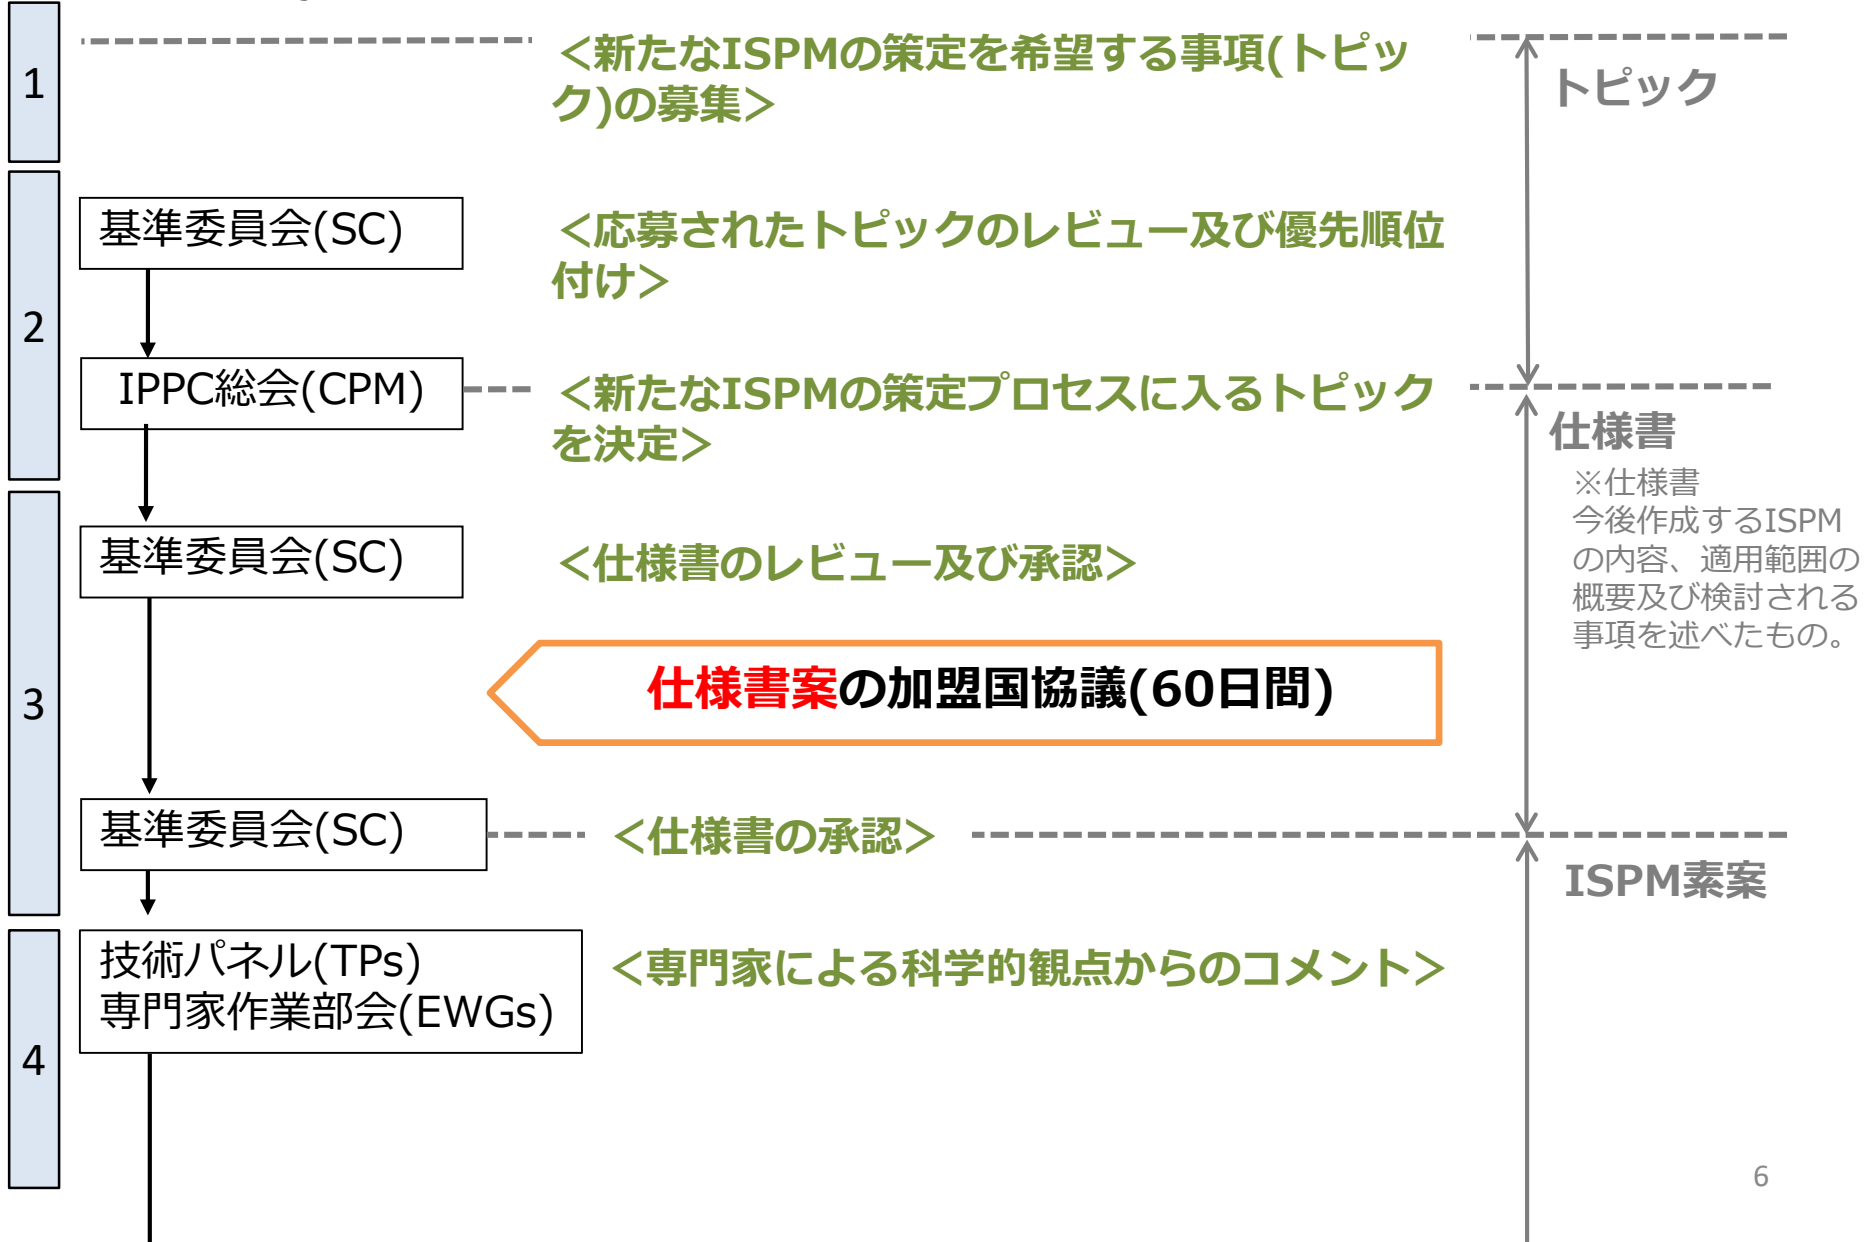 1
＜新たなISPMの策定を希望する事項(トピッ
ク)の募集＞
トピック
2
基準委員会(SC)
＜応募されたトピックのレビュー及び優先順位
付け＞
IPPC総会(CPM)
＜新たなISPMの策定プロセスに入るトピック
を決定＞
仕様書
※仕様書
今後作成するISPM
の内容、適用範囲の
概要及び検討される
事項を述べたもの。
3
基準委員会(SC)
＜仕様書のレビュー及び承認＞
仕様書案の加盟国協議(60日間)
基準委員会(SC)
＜仕様書の承認＞
ISPM素案
4
技術パネル(TPs)
専門家作業部会(EWGs)
＜専門家による科学的観点からのコメント＞
6